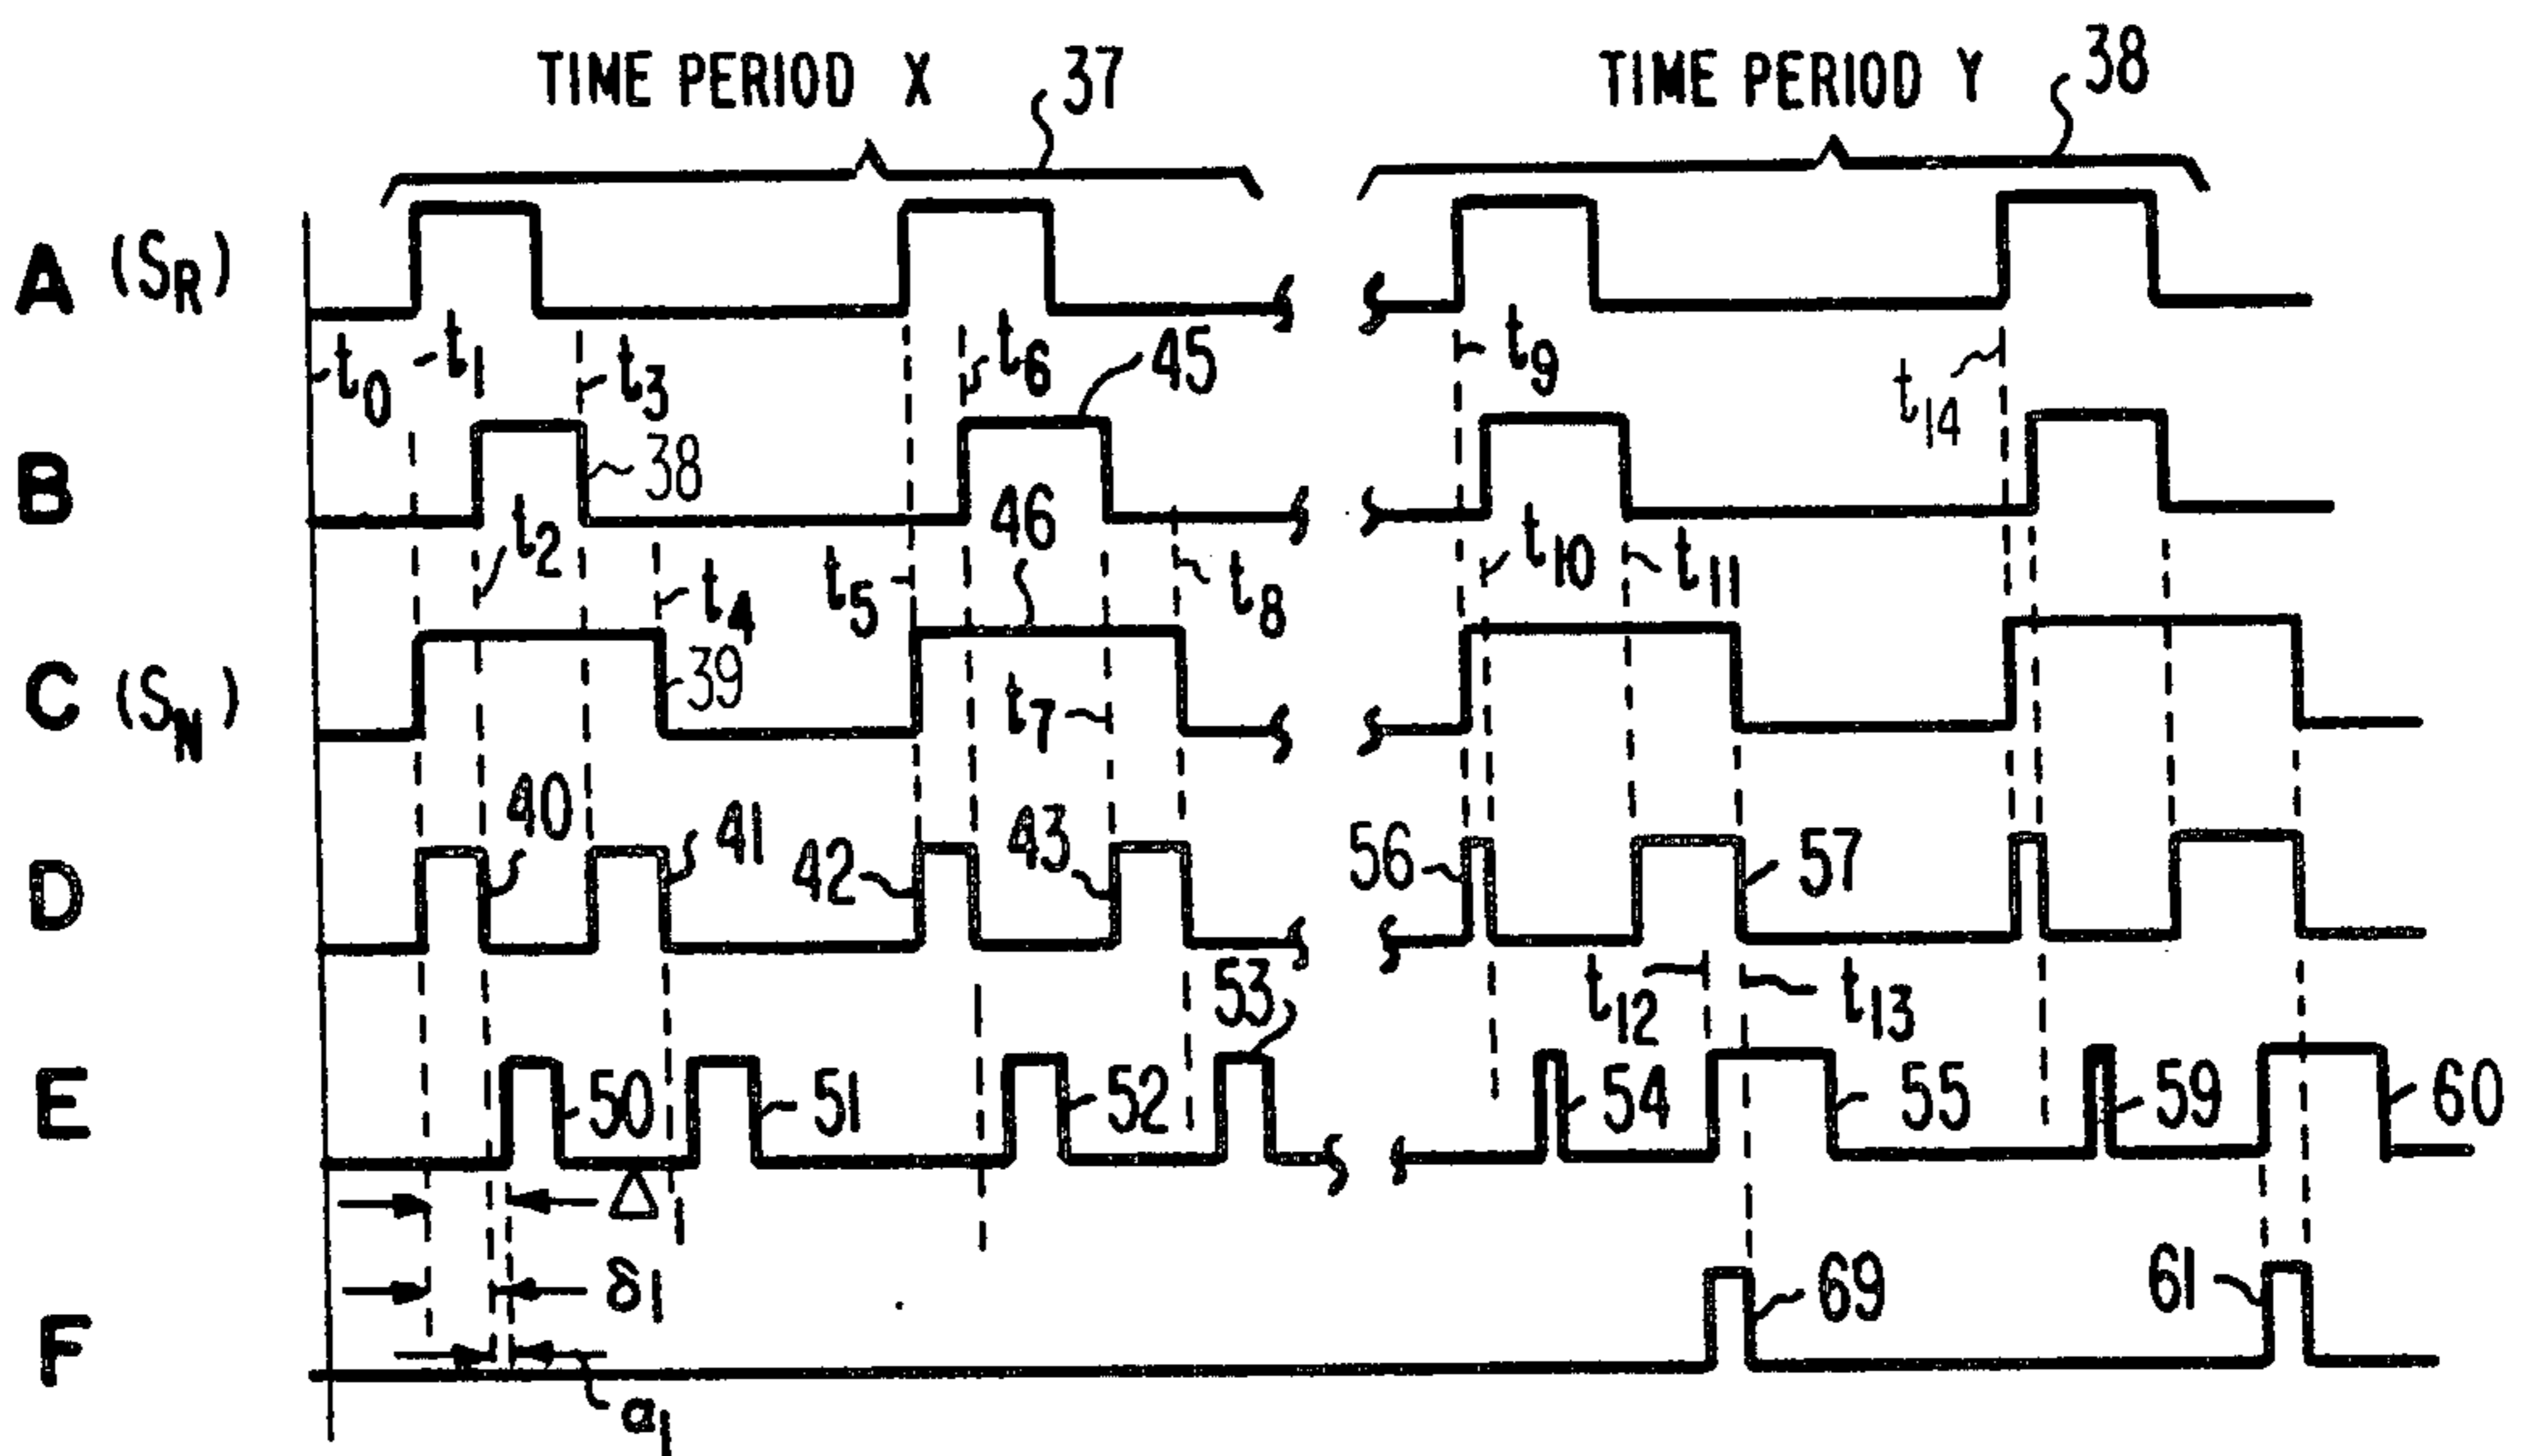 TIME PERIOD X 37
TIME PERIOD Y 38
A (SR)
t0 t1 t3 t6 45 t9 t14
B 38
t2 t4 t5 46 t8 t10 t11
C (SN) 39 t7
40 41 42 43 56 57
D
53 t12 t13
E 50 51 52 54 55 59 60
Δ
δ1 69 61
F
α1